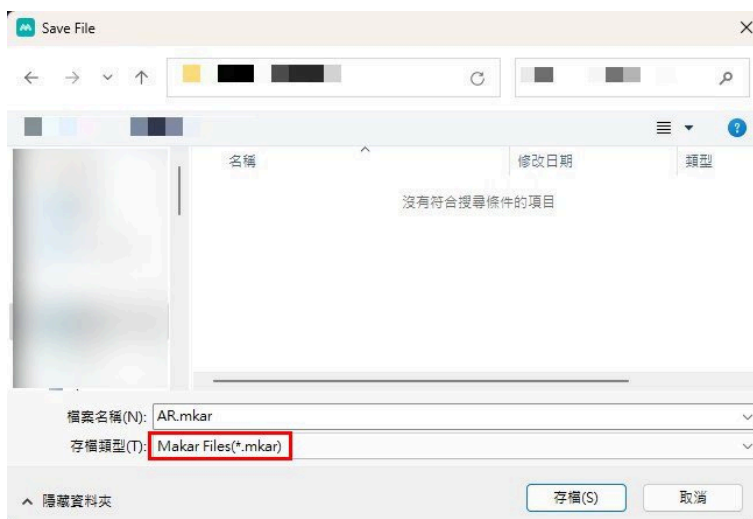 Save File
名稱
修改日期
類型
沒有符合搜尋條件的項目
檔案名稱(N): AR.mkar
存檔類型(T): Makar Files(*.mkar)
隱藏資料夾
存檔(S)
取消